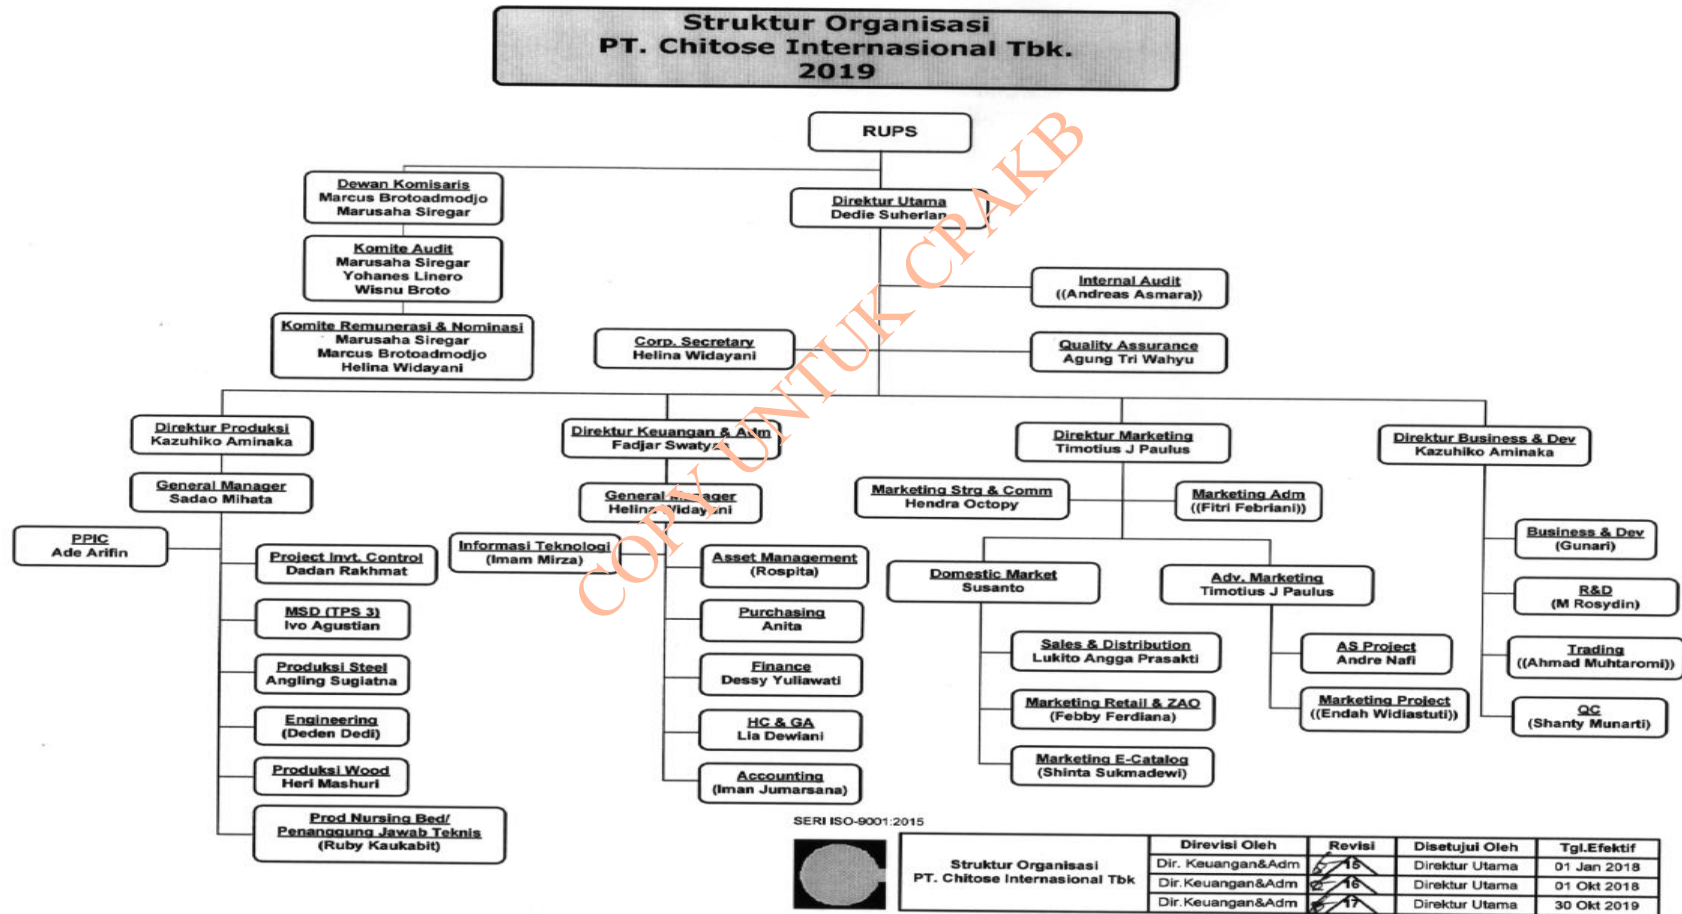 Struktur Organisasi
PT. Chitose Internasional Tbk.
2019
RUPS
Dewan Komisaris
Marcus Brotoadmodjo
Marusaha Siregar
Direktur Utama
Dedie Suherlan
Komite Audit
Marusaha Siregar
Yohanes Linero
Wisnu Broto
Internal Audit
((Andreas Asmara))
Komite Remunerasi & Nominasi
Marusaha Siregar
Marcus Brotoadmodjo
Helina Widayani
Corp. Secretary
Helina Widayani
Quality Assurance
Agung Tri Wahyu
Direktur Produksi
Kazuhiko Aminaka
Direktur Keuangan & Adm
Fadjar
Direktur Marketing
Timotius J Paulus
Direktur Business & Dev
Kazuhiko Aminaka
General Manager
Sadao Mihata
General Manager
Helina Widayani
Marketing Strg & Comm
Hendra Octopy
Marketing Adm
((Fitri Febriani))
PPIC
Ade Arifin
Project Invt. Control
Dadan Rakhmat
MSD (TPS 3)
Ivo Agustian
Produksi Steel
Angling Sugiatna
Engineering
(Deden Dedi)
Produksi Wood
Heri Mashuri
Prod Nursing Bed/
Penanggung Jawab Teknis
(Ruby Kaukabit)
Informasi Teknologi
(Imam Mirza)
Asset Management
(Rospita)
Purchasing
Anita
Finance
Dessy Yuliawati
HC & GA
Lia Dewiani
Accounting
(Iman Jumarsana)
Domestic Market
Susanto
Sales & Distribution
Lukito Angga Prasakti
Marketing Retail & ZAO
(Febby Ferdiana)
Marketing E-Catalog
(Shinta Sukmadewi)
Adv. Marketing
Timotius J Paulus
AS Project
Andre Nafi
Marketing Project
((Endah Widiastuti))
Business & Dev
(Gunari)
R&D
(M Rosydin)
Trading
((Ahmad Muhtaromi))
QC
(Shanty Munarti)
COPY UNTUK CPAKB
SERI ISO-9001:2015
Struktur Organisasi
PT. Chitose Internasional Tbk
Direvisi Oleh Revisi Disetujui Oleh Tgl.Efektif
Dir. Keuangan&Adm 15 Direktur Utama 01 Jan 2018
Dir.Keuangan&Adm 16 Direktur Utama 01 Okt 2018
Dir.Keuangan&Adm 17 Direktur Utama 30 Okt 2019